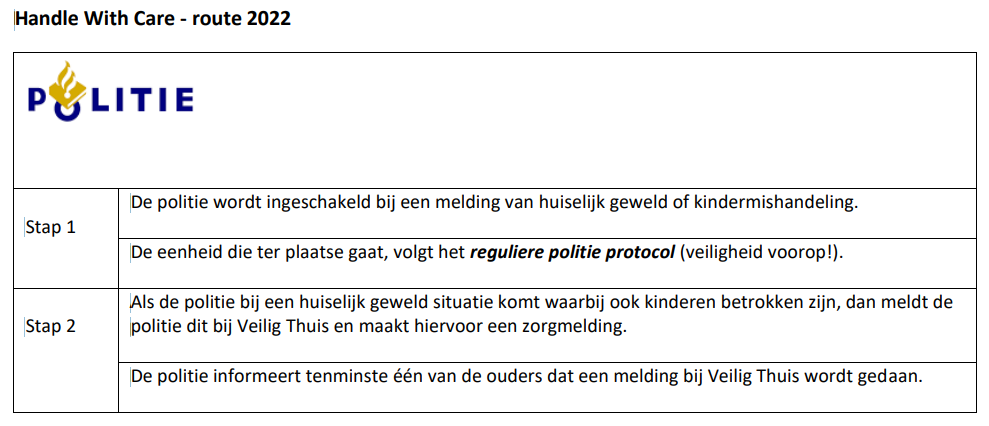 Handle With Care - route 2022
POLITIE
Stap 1
De politie wordt ingeschakeld bij een melding van huiselijk geweld of kindermishandeling.
De eenheid die ter plaatse gaat, volgt het reguliere politie protocol (veiligheid voorop!).
Stap 2
Als de politie bij een huiselijk geweld situatie komt waarbij ook kinderen betrokken zijn, dan meldt de
politie dit bij Veilig Thuis en maakt hiervoor een zorgmelding.
De politie informeert tenminste één van de ouders dat een melding bij Veilig Thuis wordt gedaan.